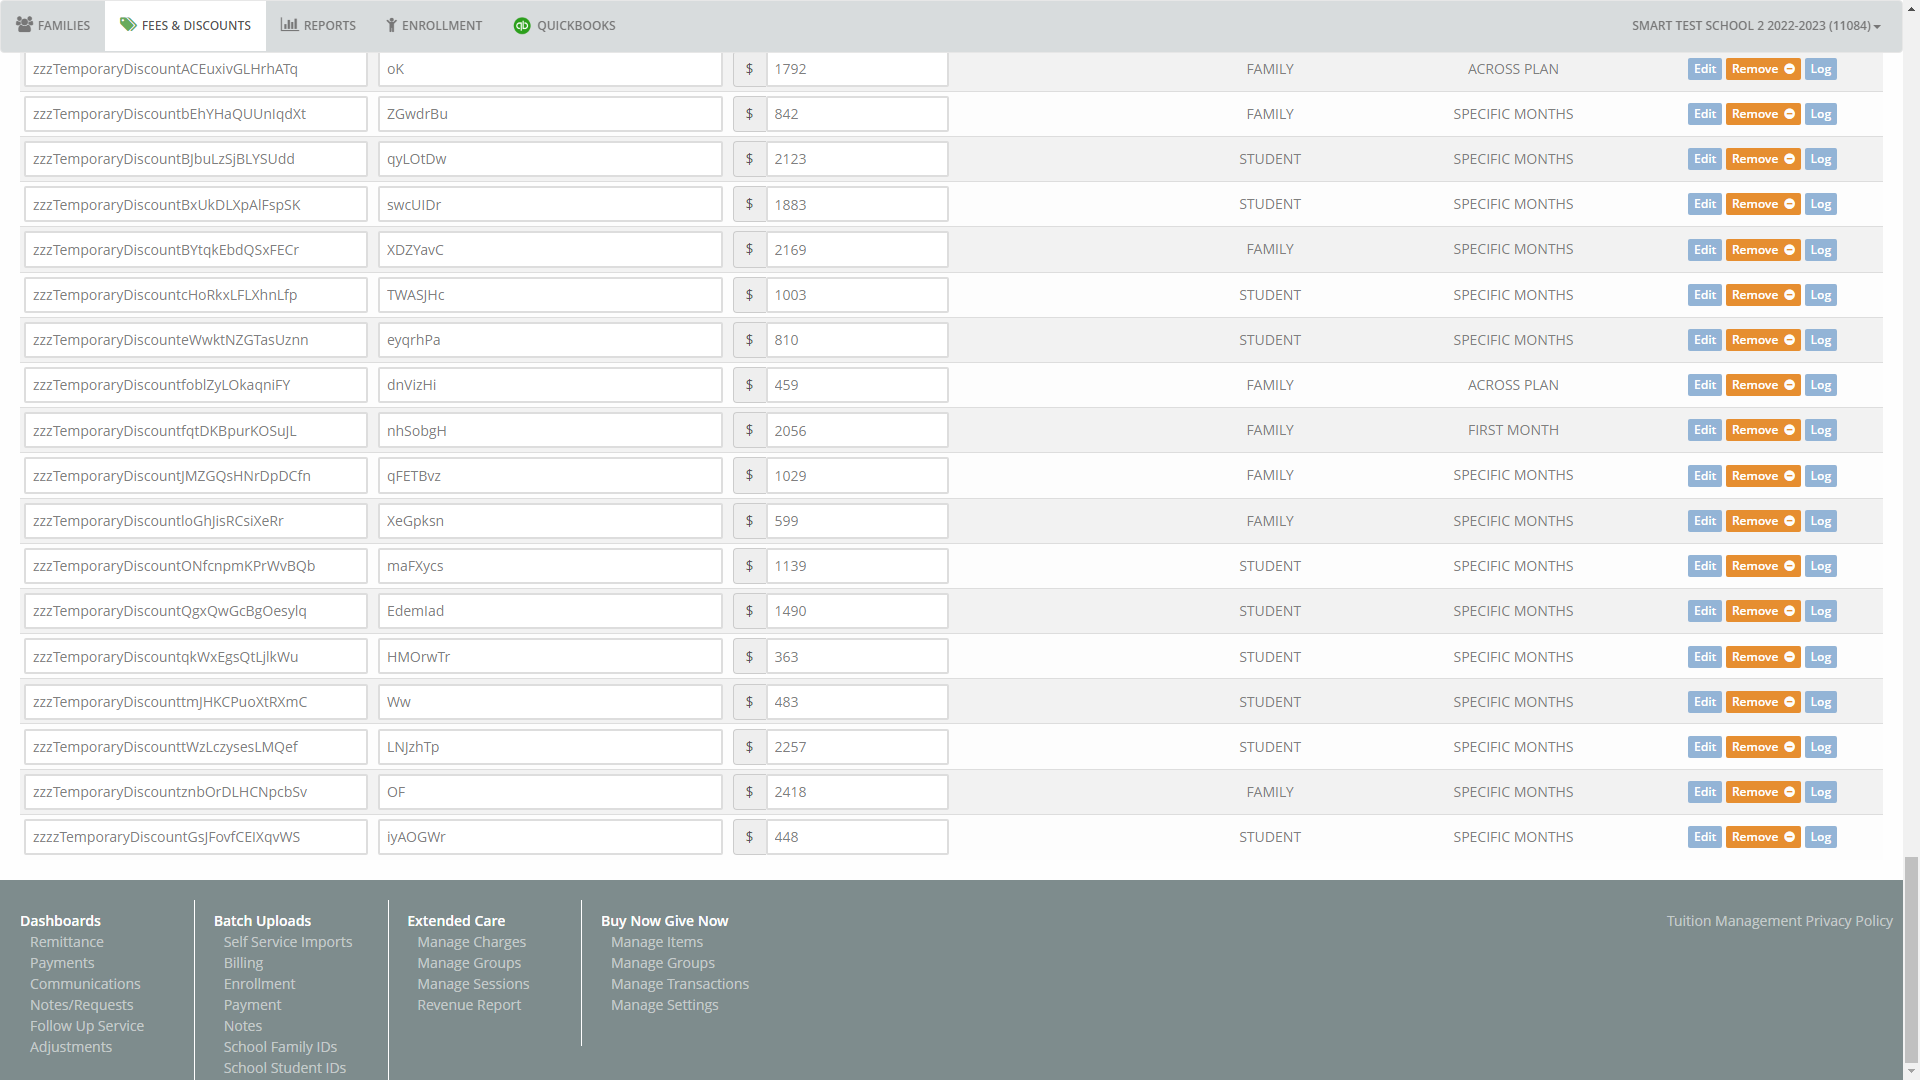 FAMILIES FEES & DISCOUNTS REPORTS ENROLLMENT qb QUICKBOOKS SMART TEST SCHOOL 2 2022-2023 (11084)
zzzTemporaryDiscountACEuxivGLHrhATq oK $ 1792 FAMILY ACROSS PLAN Edit Remove Log
zzzTemporaryDiscountbEhYHaQUUnIqdXt ZGwdrBu $ 842 FAMILY SPECIFIC MONTHS Edit Remove Log
zzzTemporaryDiscountBJbuLzSjBLYSUdd qyLOtDw $ 2123 STUDENT SPECIFIC MONTHS Edit Remove Log
zzzTemporaryDiscountBxUkDLXpAlFspSK swcUIDr $ 1883 STUDENT SPECIFIC MONTHS Edit Remove Log
zzzTemporaryDiscountBYtqkEbdQSxFECr XDZYavC $ 2169 FAMILY SPECIFIC MONTHS Edit Remove Log
zzzTemporaryDiscountcHoRkxLFLXhnLfp TWASJHc $ 1003 STUDENT SPECIFIC MONTHS Edit Remove Log
zzzTemporaryDiscounteWwktNZGTasUznn eyqrhPa $ 810 STUDENT SPECIFIC MONTHS Edit Remove Log
zzzTemporaryDiscountfoblZyLOkaqniFY dnVizHi $ 459 FAMILY ACROSS PLAN Edit Remove Log
zzzTemporaryDiscountfqtDKBpurKOSuJL nhSobgH $ 2056 FAMILY FIRST MONTH Edit Remove Log
zzzTemporaryDiscountJMZGQsHNrDpDCfn qFETBvz $ 1029 FAMILY SPECIFIC MONTHS Edit Remove Log
zzzTemporaryDiscountloGhJisRCsiXeRr XeGpksn $ 599 FAMILY SPECIFIC MONTHS Edit Remove Log
zzzTemporaryDiscountONfcnpmKPrWvBQb maFXycs $ 1139 STUDENT SPECIFIC MONTHS Edit Remove Log
zzzTemporaryDiscountQgxQwGcBgOesylq EdemIad $ 1490 STUDENT SPECIFIC MONTHS Edit Remove Log
zzzTemporaryDiscountqkWxEgsQtLjlkWu HMOrwTr $ 363 STUDENT SPECIFIC MONTHS Edit Remove Log
zzzTemporaryDiscounttmJHKCPuoXtRXmC Ww $ 483 STUDENT SPECIFIC MONTHS Edit Remove Log
zzzTemporaryDiscounttWzLczysesLMQef LNJzhTp $ 2257 STUDENT SPECIFIC MONTHS Edit Remove Log
zzzTemporaryDiscountznbOrDLHCNpcbSv OF $ 2418 FAMILY SPECIFIC MONTHS Edit Remove Log
zzzzTemporaryDiscountGsJFovfCEIXqvWS iyAOGWr $ 448 STUDENT SPECIFIC MONTHS Edit Remove Log
Dashboards
Remittance
Payments
Communications
Notes/Requests
Follow Up Service
Adjustments
Batch Uploads
Self Service Imports
Billing
Enrollment
Payment
Notes
School Family IDs
School Student IDs
Extended Care
Manage Charges
Manage Groups
Manage Sessions
Revenue Report
Buy Now Give Now
Manage Items
Manage Groups
Manage Transactions
Manage Settings
Tuition Management Privacy Policy